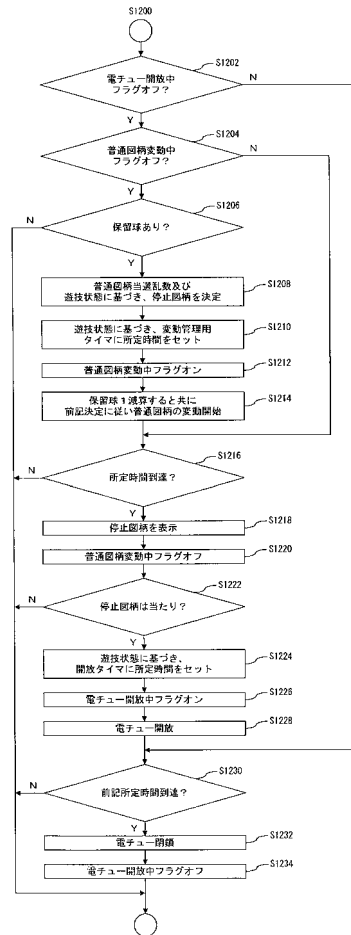 S1200
S1202
電チュー開放中
フラグオフ?
N
Y
S1204
普通図柄変動中
フラグオフ?
N
Y
S1206
N
保留球あり?
Y
普通図柄当選乱数及び
遊技状態に基づき、停止図柄を決定
S1208
遊技状態に基づき、変動管理用
タイマに所定時間をセット
S1210
普通図柄変動中フラグオン
S1212
保留球1減算すると共に
前記決定に従い普通図柄の変動開始
S1214
S1216
N
所定時間到達?
Y
停止図柄を表示
S1218
普通図柄変動中フラグオフ
S1220
S1222
N
停止図柄は当たり?
Y
遊技状態に基づき、
開放タイマに所定時間をセット
S1224
電チュー開放中フラグオン
S1226
電チュー開放
S1228
S1230
N
前記所定時間到達?
Y
電チュー閉鎖
S1232
電チュー開放中フラグオフ
S1234